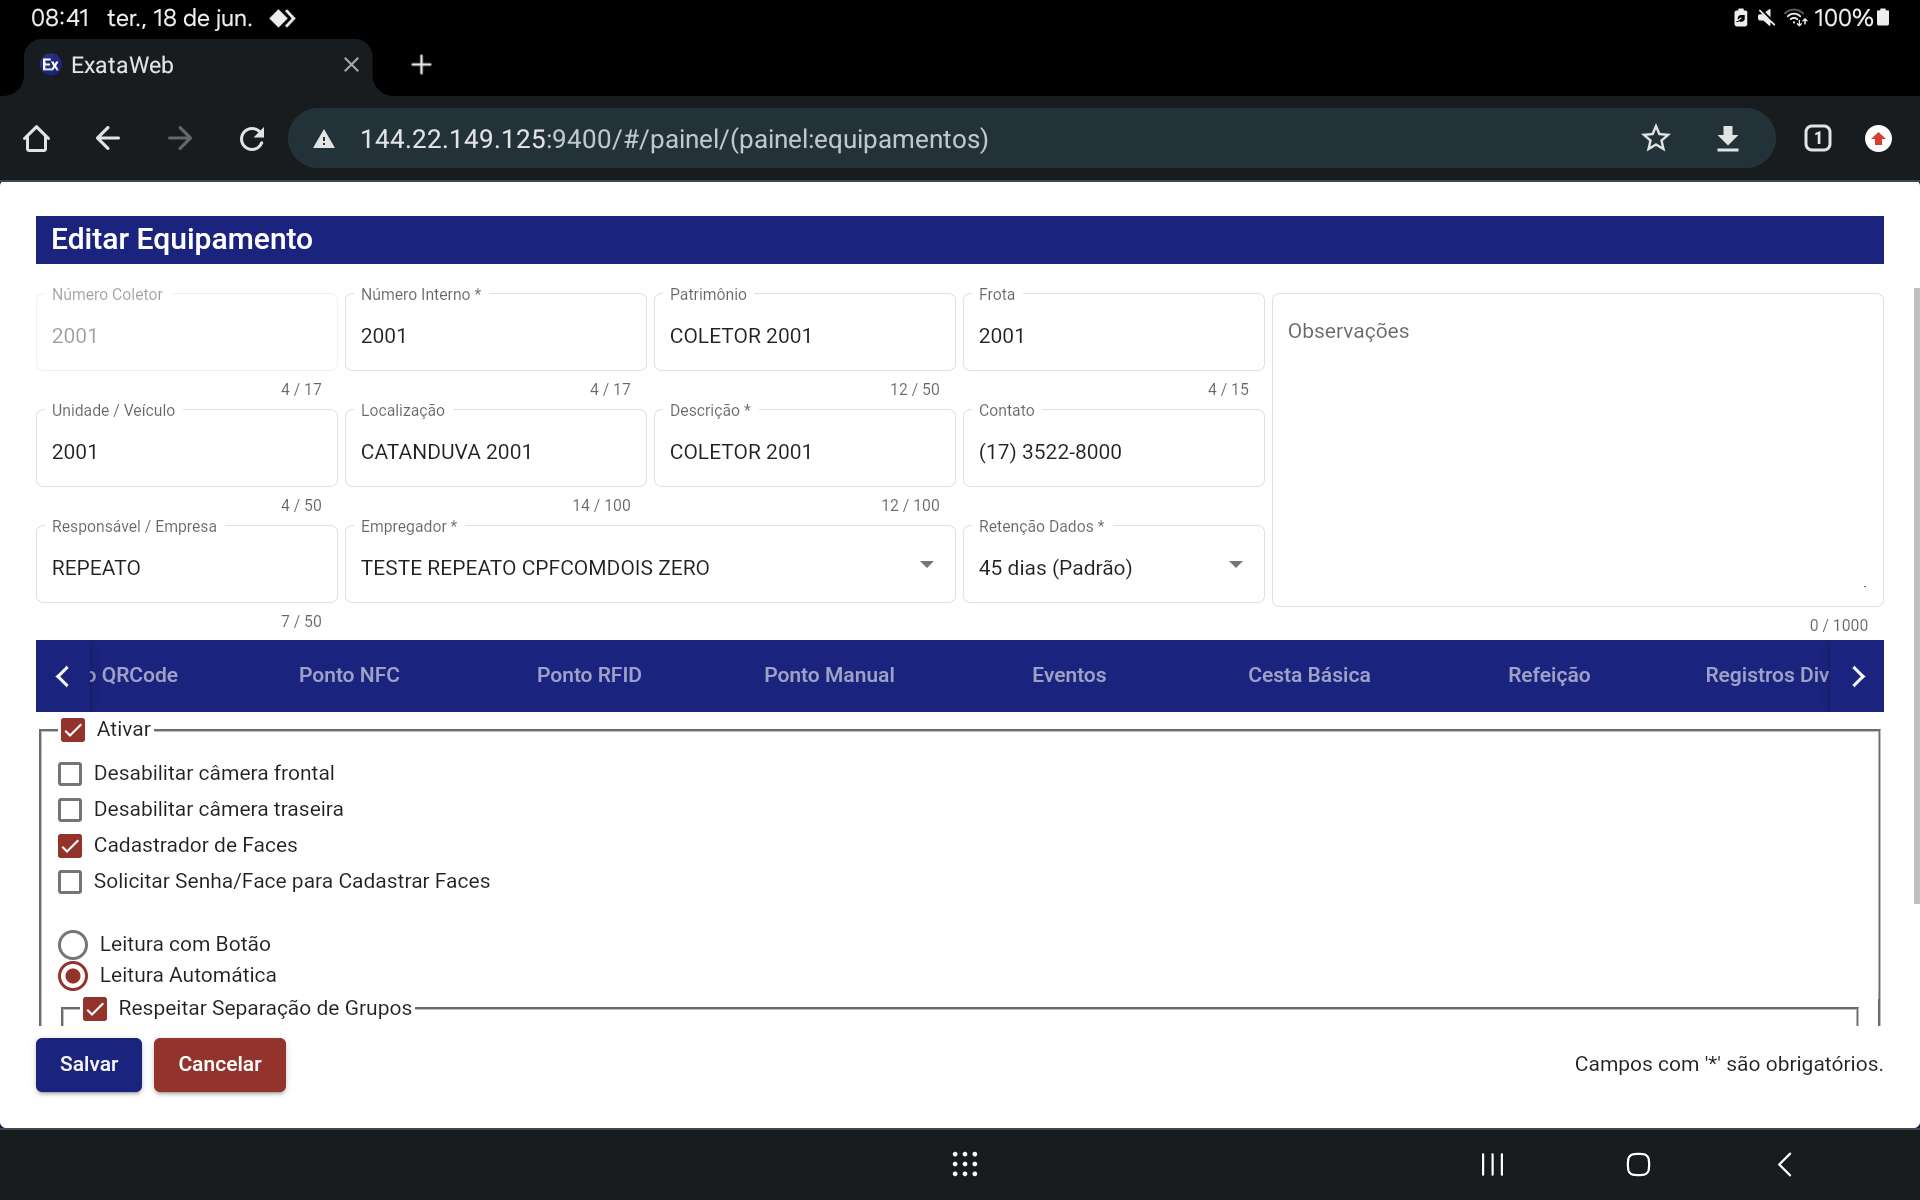 08:41 ter., 18 de jun. 100%
Ex ExataWeb
144.22.149.125:9400/#/painel/(painel:equipamentos) 1
Editar Equipamento
Número Coletor Número Interno * Patrimônio Frota
2001 2001 COLETOR 2001 2001 Observações
4 / 17 4 / 17 12 / 50 4 / 15
Unidade / Veículo Localização Descrição * Contato
2001 CATANDUVA 2001 COLETOR 2001 (17) 3522-8000
4 / 50 14 / 100 12 / 100
Responsável / Empresa Empregador * Retenção Dados *
REPEATO TESTE REPEATO CPFCOMDOIS ZERO 45 dias (Padrão)
7 / 50 0 / 1000
o QRCode Ponto NFC Ponto RFID Ponto Manual Eventos Cesta Básica Refeição Registros Div
Ativar
Desabilitar câmera frontal
Desabilitar câmera traseira
Cadastrador de Faces
Solicitar Senha/Face para Cadastrar Faces
Leitura com Botão
Leitura Automática
Respeitar Separação de Grupos
Salvar Cancelar Campos com '*' são obrigatórios.